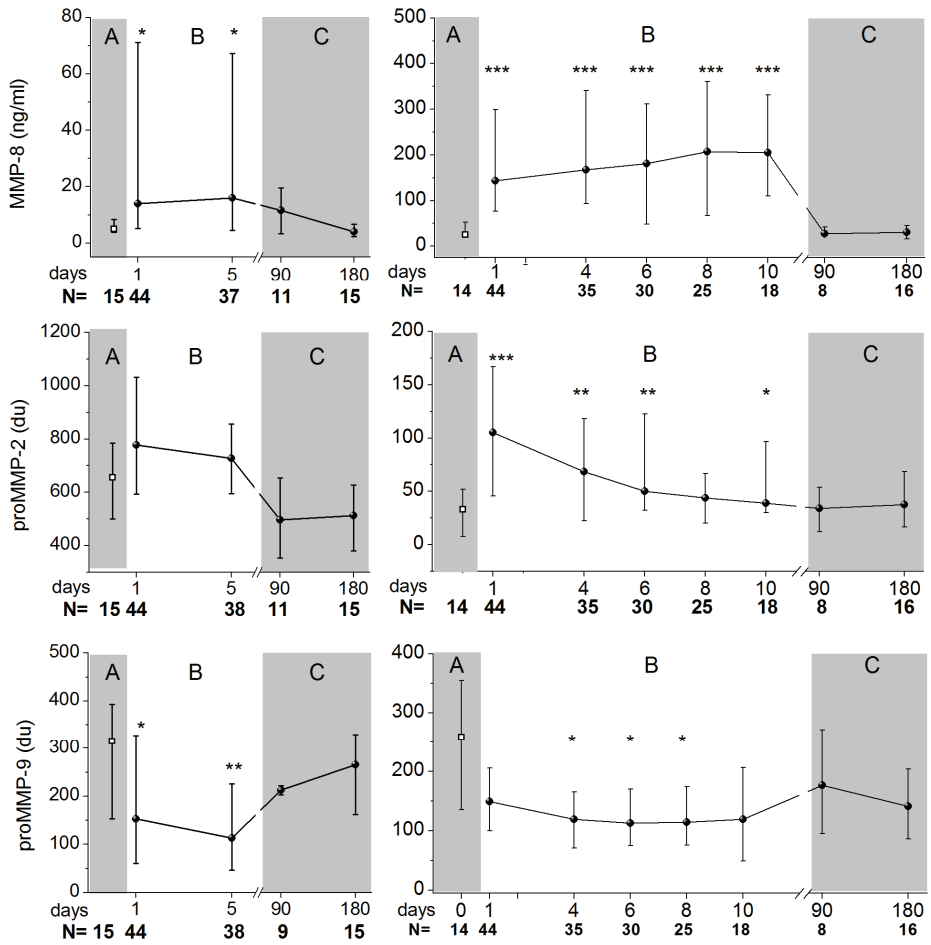 MMP-8 (ng/ml)
80
60
40
20
0
A
B
C
* *
days 1 5 90 180
N= 15 44 37 11 15
500
400
300
200
100
0
A
B
C
*** *** *** *** ***
days 1 4 6 8 10 90 180
N= 14 44 35 30 25 18 8 16
proMMP-2 (du)
1200
1000
800
600
400
A
B
C
days 1 5 90 180
N= 15 44 38 11 15
200
150
100
50
0
A
B
C
***
** ** *
days 1 4 6 8 10 90 180
N= 14 44 35 30 25 18 8 16
proMMP-9 (du)
500
400
300
200
100
0
A
B
C
*
**
days 1 5 90 180
N= 15 44 38 9 15
400
350
300
250
200
150
100
50
0
A
B
C
* * *
days 0 1 4 6 8 10 90 180
N= 14 44 35 30 25 18 8 16